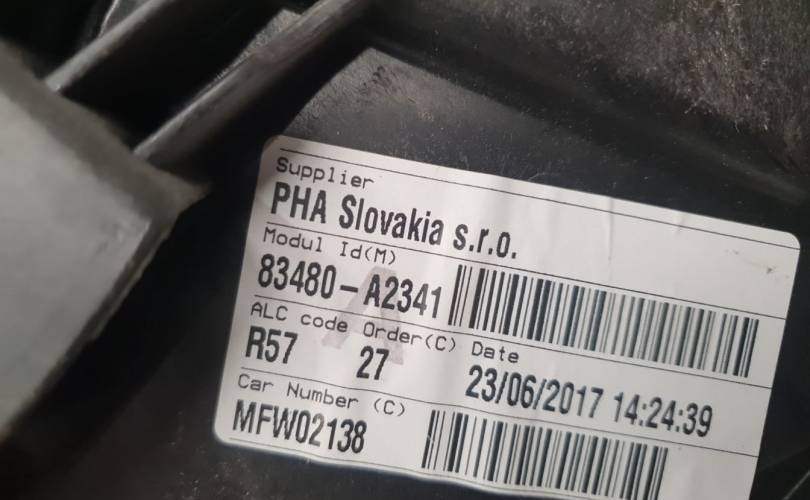 Supplier
PHA Slovakia s.r.o.
Modul Id(M)
83480-A2341
ALC code Order(C) Date
R57 27 23/06/2017 14:24:39
Car Number (C)
MFW02138
A